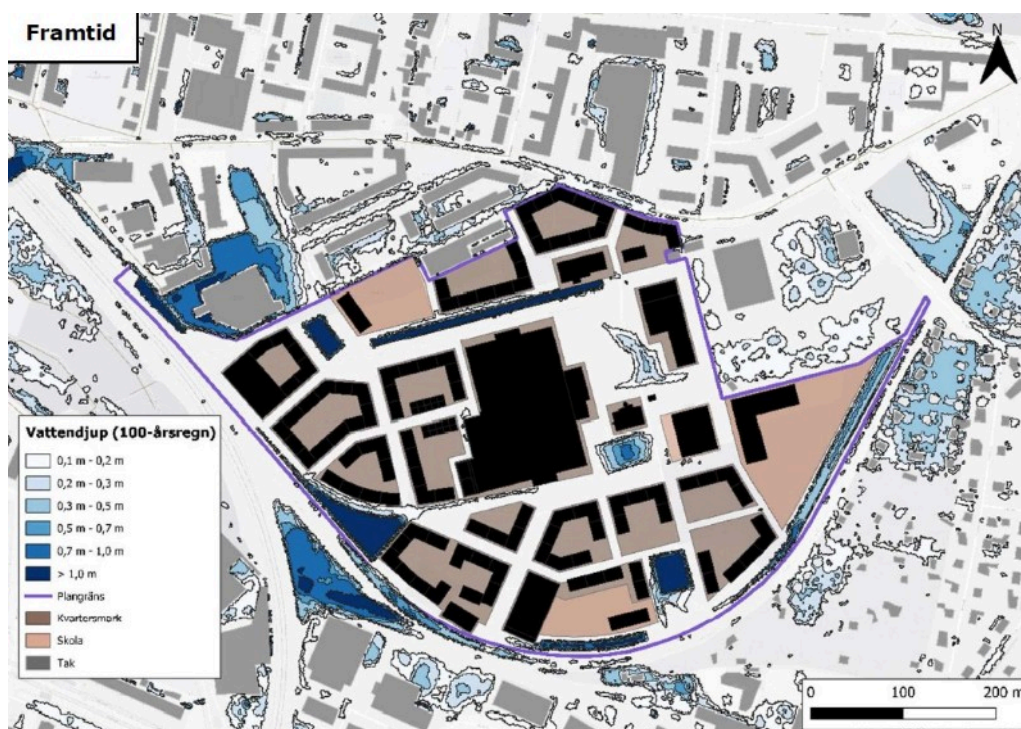 Framtid
N
Vattendjup (100-årsregn)
0,1 m - 0,2 m
0,2 m - 0,3 m
0,3 m - 0,5 m
0,5 m - 0,7 m
0,7 m - 1,0 m
> 1,0 m
Plangräns
Kvartersmark
Skola
Tak
0 100 200 m